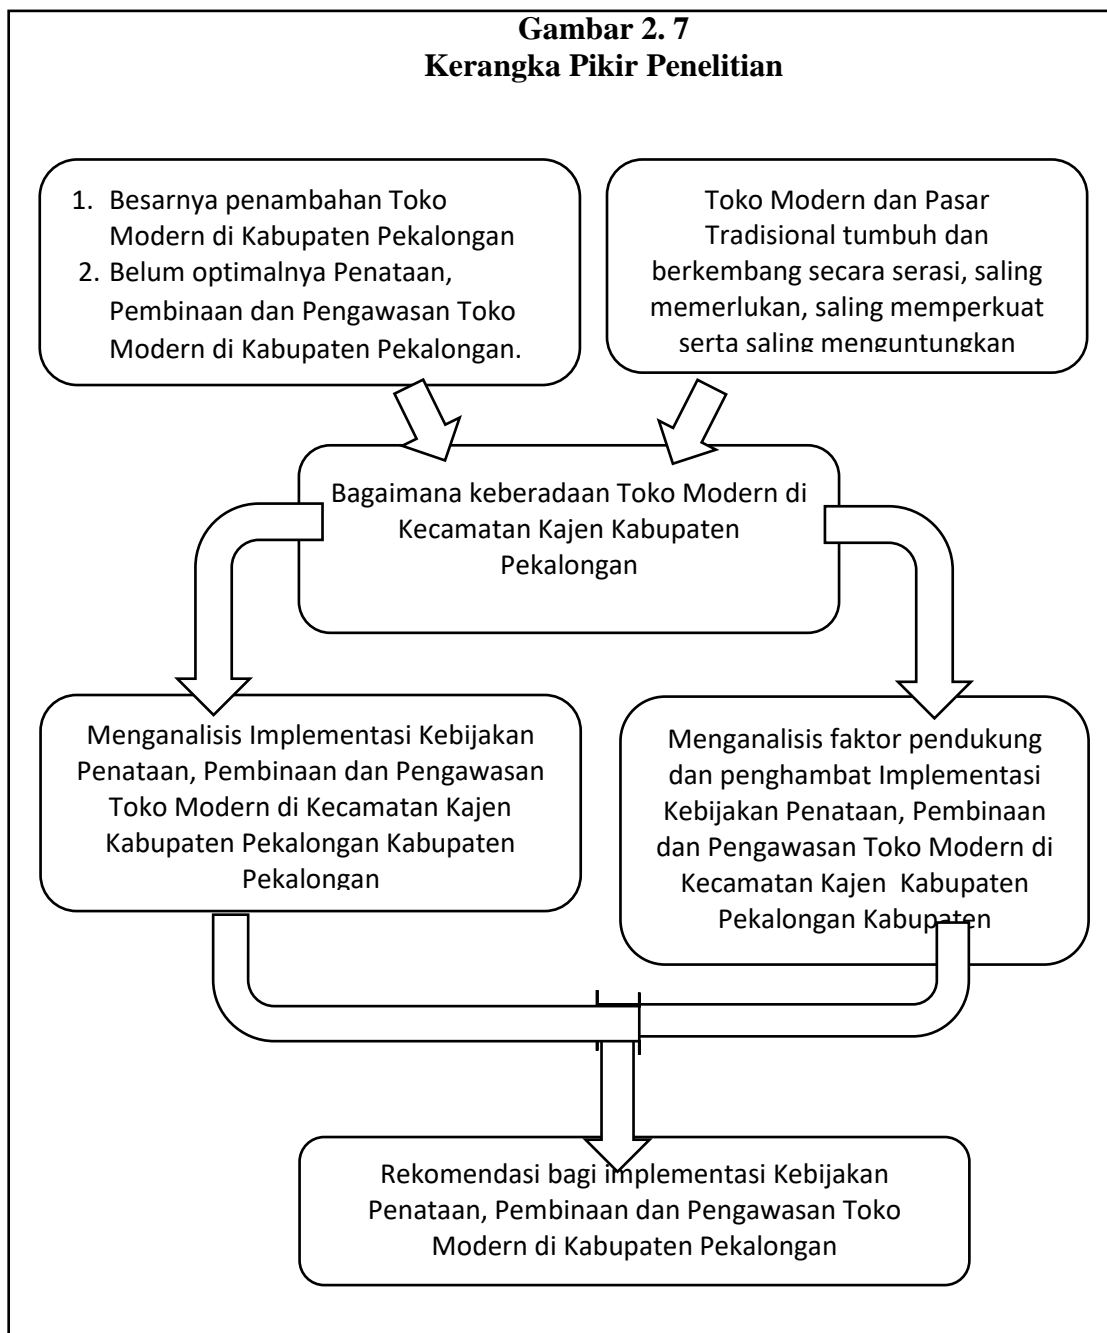 Gambar 2. 7
Kerangka Pikir Penelitian
1. Besarnya penambahan Toko
Modern di Kabupaten Pekalongan
2. Belum optimalnya Penataan,
Pembinaan dan Pengawasan Toko
Modern di Kabupaten Pekalongan.
Toko Modern dan Pasar
Tradisional tumbuh dan
berkembang secara serasi, saling
memerlukan, saling memperkuat
serta saling menguntungkan
Bagaimana keberadaan Toko Modern di
Kecamatan Kajen Kabupaten
Pekalongan
Menganalisis Implementasi Kebijakan
Penataan, Pembinaan dan Pengawasan
Toko Modern di Kecamatan Kajen
Kabupaten Pekalongan Kabupaten
Pekalongan
Menganalisis faktor pendukung
dan penghambat Implementasi
Kebijakan Penataan, Pembinaan
dan Pengawasan Toko Modern di
Kecamatan Kajen  Kabupaten
Pekalongan Kabupaten
Rekomendasi bagi implementasi Kebijakan
Penataan, Pembinaan dan Pengawasan Toko
Modern di Kabupaten Pekalongan